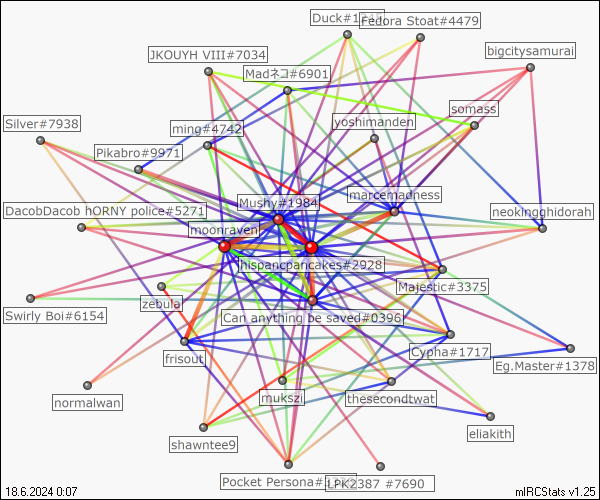 Duck#1
Fedora Stoat#4479
bigcitysamurai
JKOUYH VIII#7034
Madネコ#6901
somass
yoshimanden
Silver#7938
ming#4742
Pikabro#9971
marcemadness
Mushy#1984
DacobDacob hORNY police#5271
neokingghidorah
moonraven
hispancpancakes#2928
Majestic#3375
zebula
Swirly Boi#6154
Can anything be saved#0396
frisout
Cypha#1717
Eg.Master#1378
normalwan
mukszi
thesecondtwat
eliakith
shawntee9
Pocket Persona#
LPK2387 #7690
18.6.2024 0:07
mIRCStats v1.25